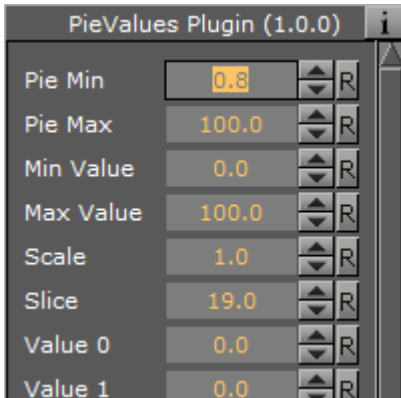 PieValues Plugin (1.0.0) i
Pie Min 0.8 R
Pie Max 100.0 R
Min Value 0.0 R
Max Value 100.0 R
Scale 1.0 R
Slice 19.0 R
Value 0 0.0 R
Value 1 0.0 R